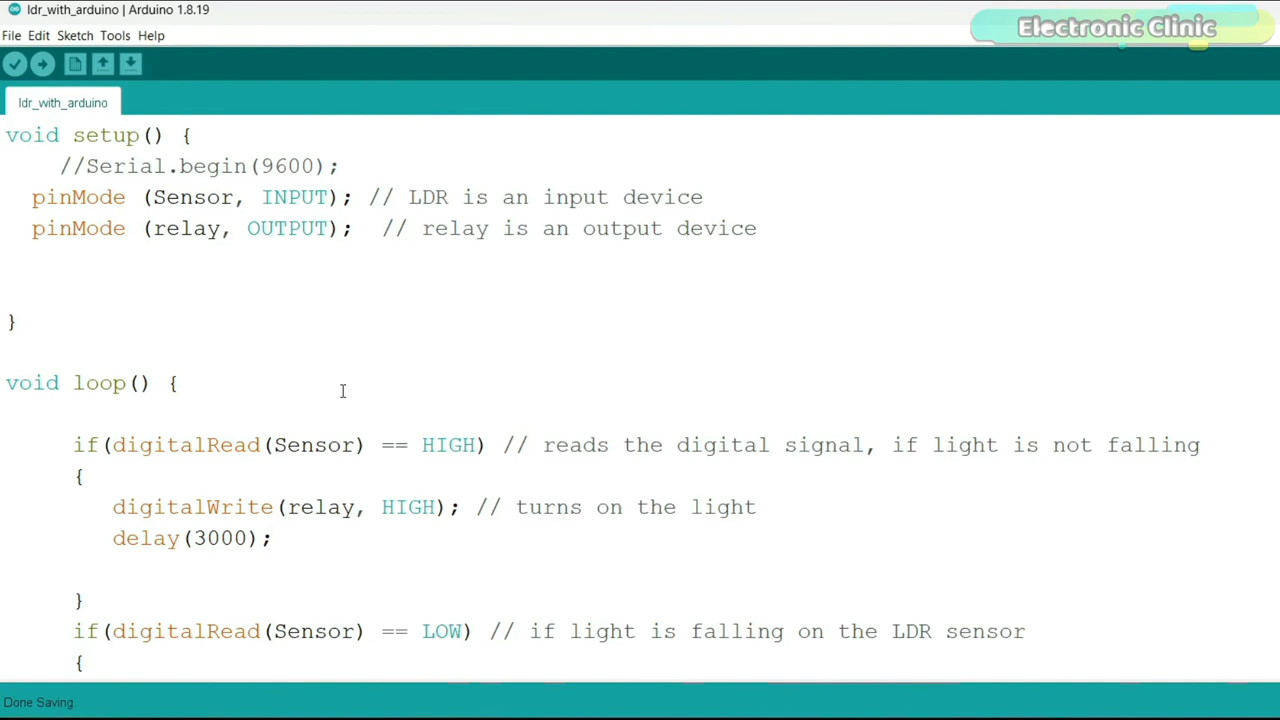 ldr_with_arduino | Arduino 1.8.19
Electronic Clinic
File Edit Sketch Tools Help
ldr_with_arduino
void setup() {
//Serial.begin(9600);
pinMode (Sensor, INPUT); // LDR is an input device
pinMode (relay, OUTPUT);  // relay is an output device
}
void loop() {
if(digitalRead(Sensor) == HIGH) // reads the digital signal, if light is not falling
{
digitalWrite(relay, HIGH); // turns on the light
delay(3000);
}
if(digitalRead(Sensor) == LOW) // if light is falling on the LDR sensor
{
Done Saving.